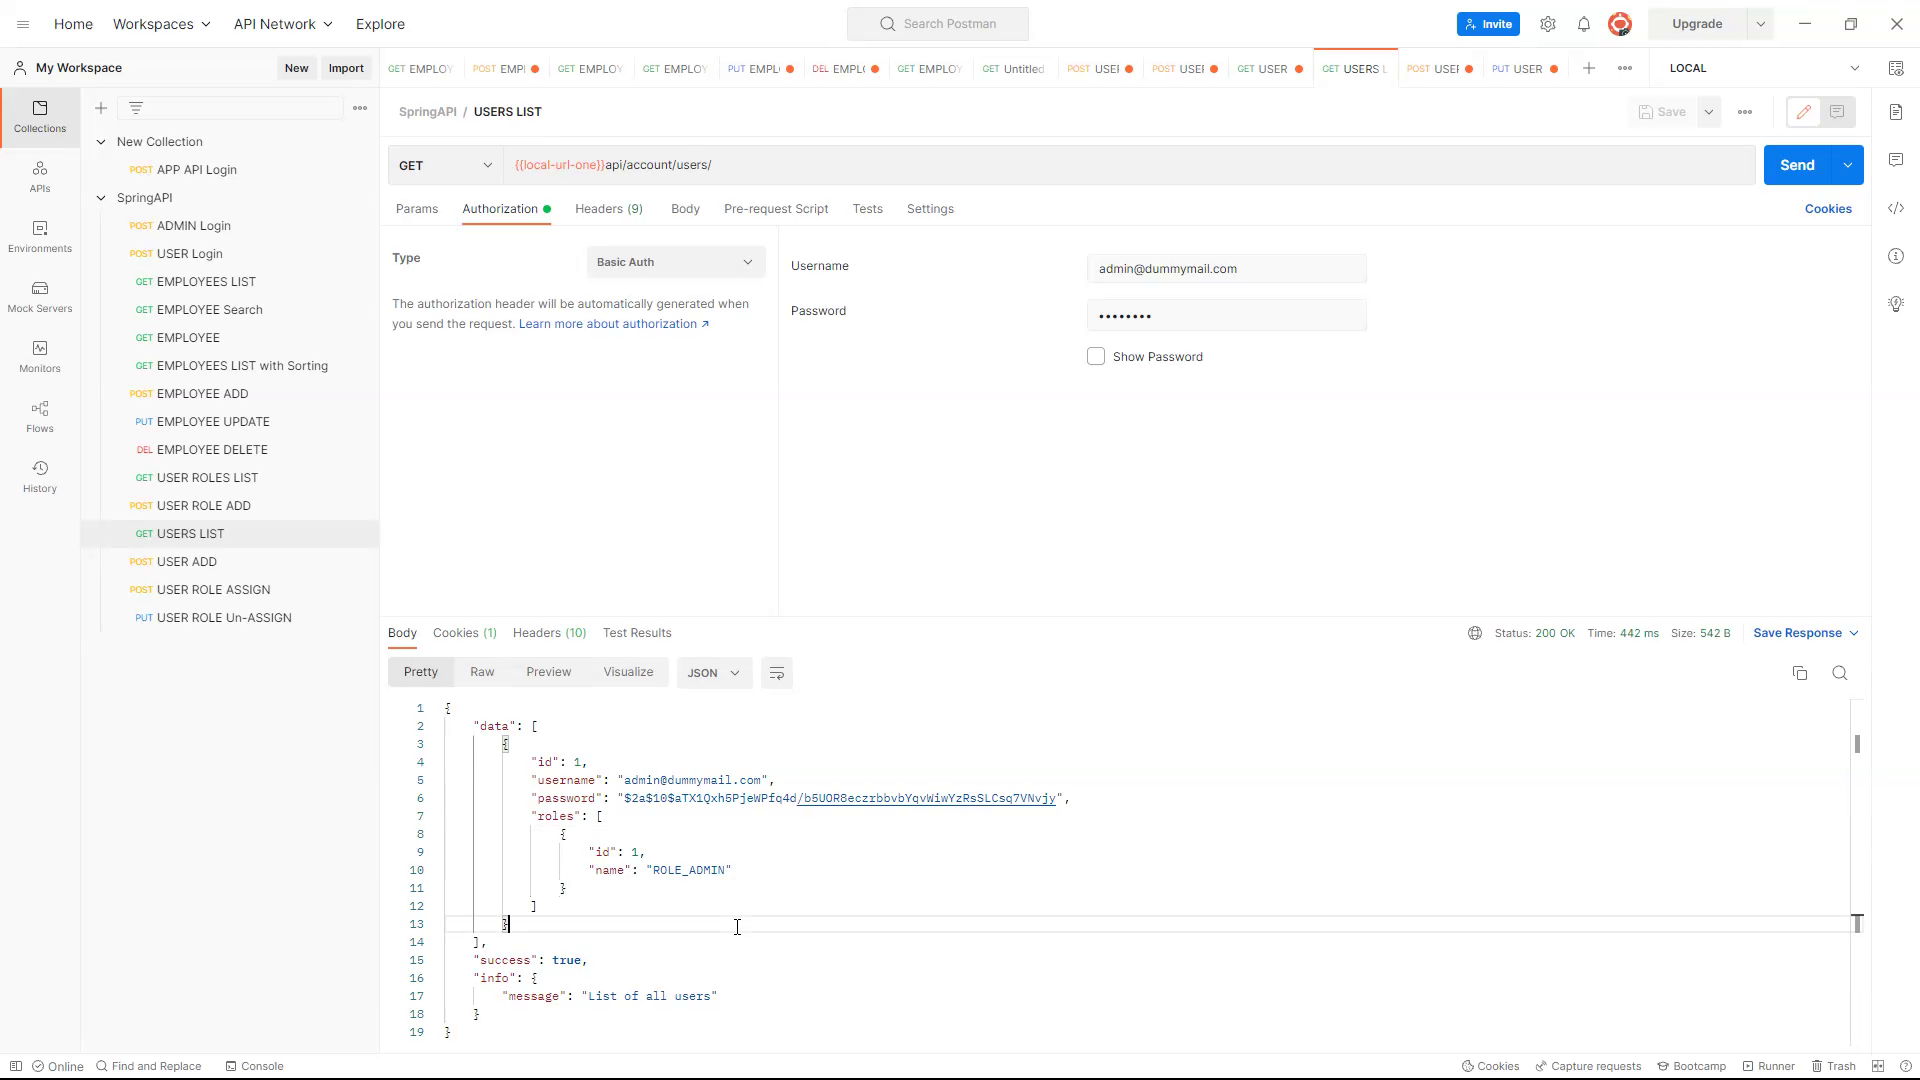 Home Workspaces API Network Explore Search Postman Invite Upgrade
My Workspace New Import
GET EMPLOY POST EMPL GET EMPLOY GET EMPLOY PUT EMPL DEL EMPLO GET EMPLOY GET Untitled POST USER POST USER GET USER GET USERS L POST USER PUT USER LOCAL
Collections
APIs
Environments
Mock Servers
Monitors
Flows
History
New Collection
POST APP API Login
SpringAPI
POST ADMIN Login
POST USER Login
GET EMPLOYEES LIST
GET EMPLOYEE Search
GET EMPLOYEE
GET EMPLOYEES LIST with Sorting
POST EMPLOYEE ADD
PUT EMPLOYEE UPDATE
DEL EMPLOYEE DELETE
GET USER ROLES LIST
POST USER ROLE ADD
GET USERS LIST
POST USER ADD
POST USER ROLE ASSIGN
PUT USER ROLE Un-ASSIGN
SpringAPI / USERS LIST Save
GET {{local-url-one}}api/account/users/ Send
Params Authorization Headers (9) Body Pre-request Script Tests Settings Cookies
Type Basic Auth
The authorization header will be automatically generated when
you send the request. Learn more about authorization ↗
Username admin@dummymail.com
Password ••••••••
Show Password
Body Cookies (1) Headers (10) Test Results Status: 200 OK Time: 442 ms Size: 542 B Save Response
Pretty Raw Preview Visualize JSON
1 {
2 "data": [
3 {
4 "id": 1,
5 "username": "admin@dummymail.com",
6 "password": "$2a$10$aTX1Qxh5PjeWPfq4d/b5UOR8eczrbbvbYqvWiwYzRsSLCsq7VNvjy",
7 "roles": [
8 {
9 "id": 1,
10 "name": "ROLE_ADMIN"
11 }
12 ]
13 }
14 ],
15 "success": true,
16 "info": {
17 "message": "List of all users"
18 }
19 }
Online Find and Replace Console Cookies Capture requests Bootcamp Runner Trash